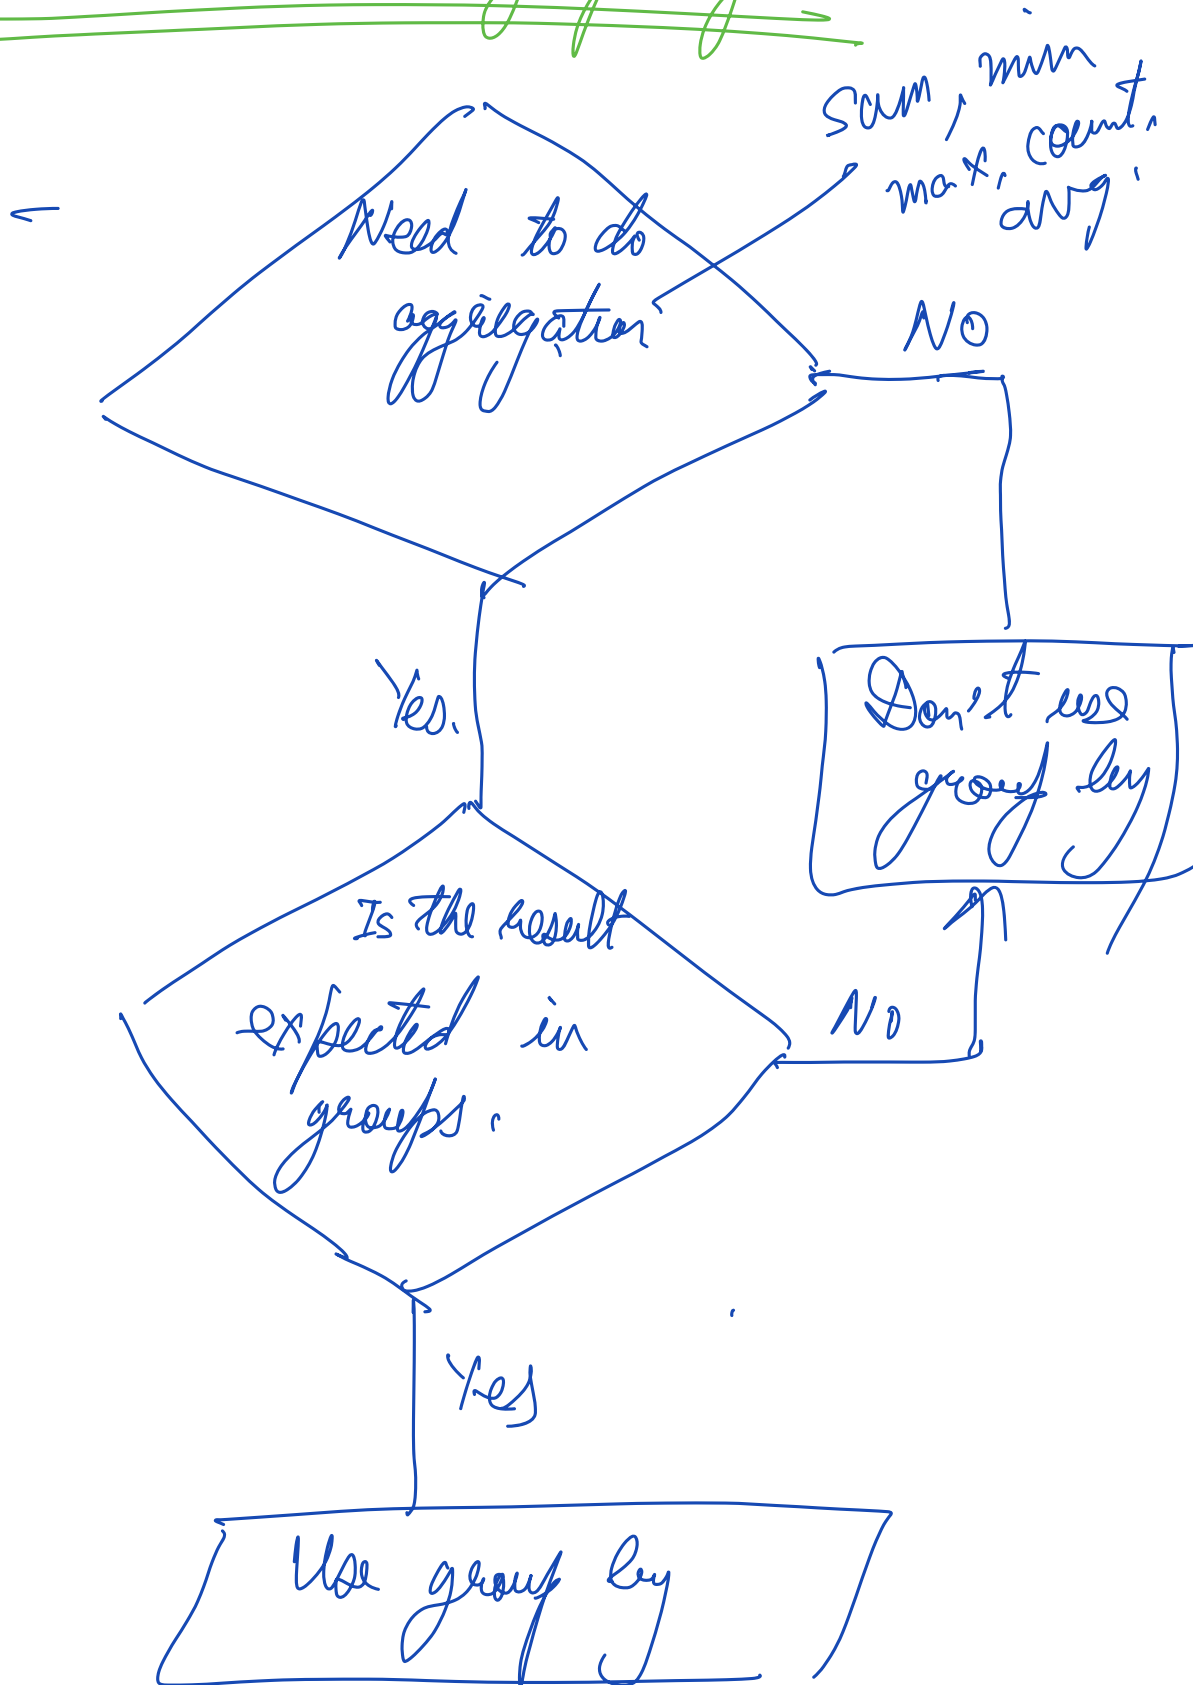 sum, min
max, count,
avg.
Need to do
aggregation
NO
Yes.
Don't use
group by
Is the result
expected in
groups.
No
Yes
Use group by